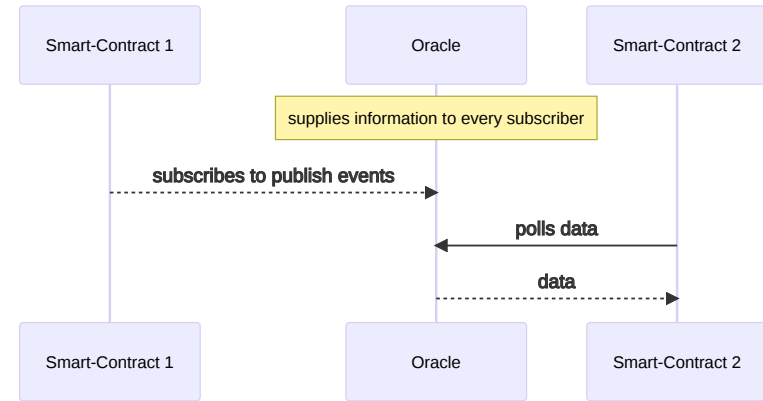 Smart-Contract 1
Oracle
Smart-Contract 2
supplies information to every subscriber
subscribes to publish events
polls data
data
Smart-Contract 1
Oracle
Smart-Contract 2